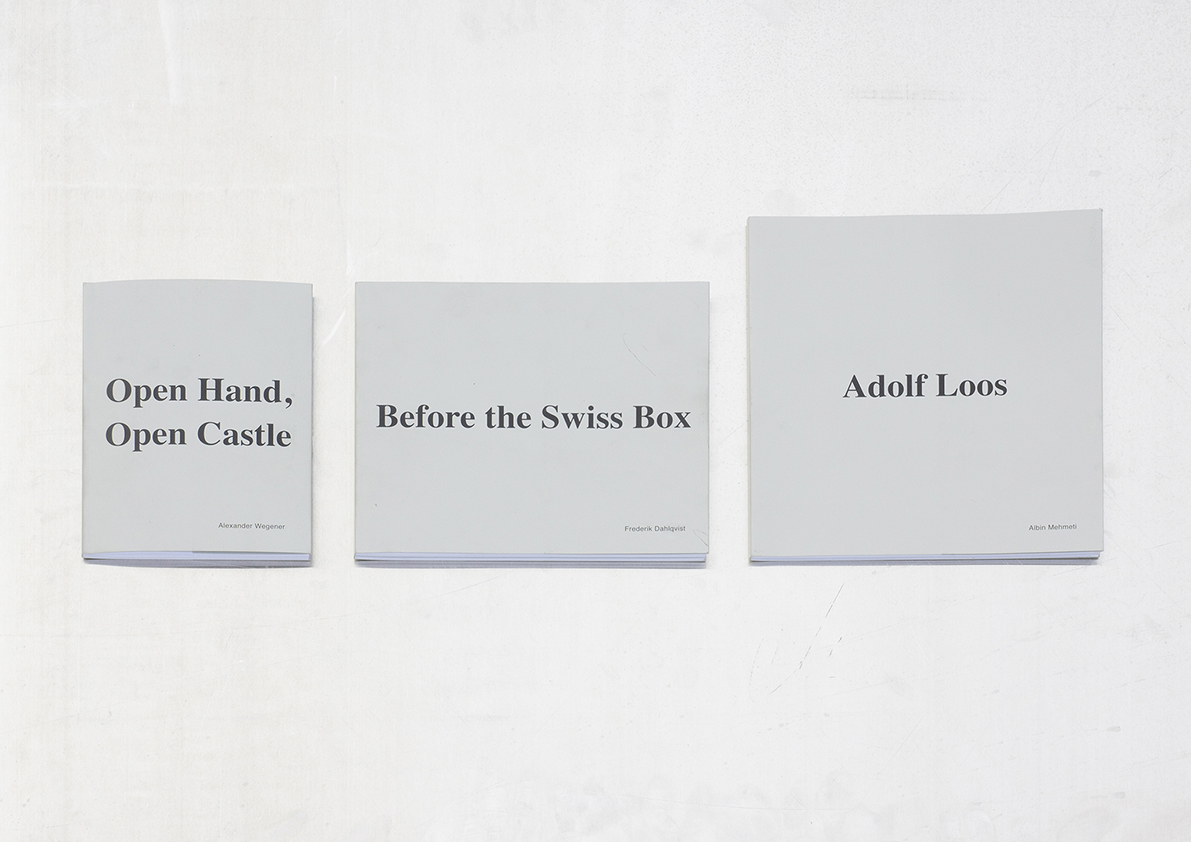 Open Hand,
Open Castle
Alexander Wegener
Before the Swiss Box
Frederik Dahlqvist
Adolf Loos
Albin Mehmeti